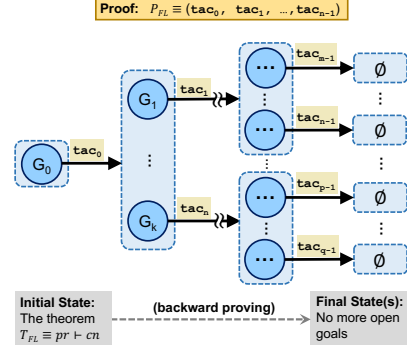 Proof: P_FL ≡ (tac_0, tac_1, …, tac_n-1)
G_0
tac_0
G_1
⋮
G_k
tac_1
tac_n
…
⋮
…
⋮
…
⋮
…
tac_m-1
tac_n-1
tac_p-1
tac_q-1
∅
⋮
∅
⋮
∅
⋮
∅
Initial State:
The theorem
T_FL ≡ pr ⊢ cn
(backward proving)
Final State(s):
No more open
goals